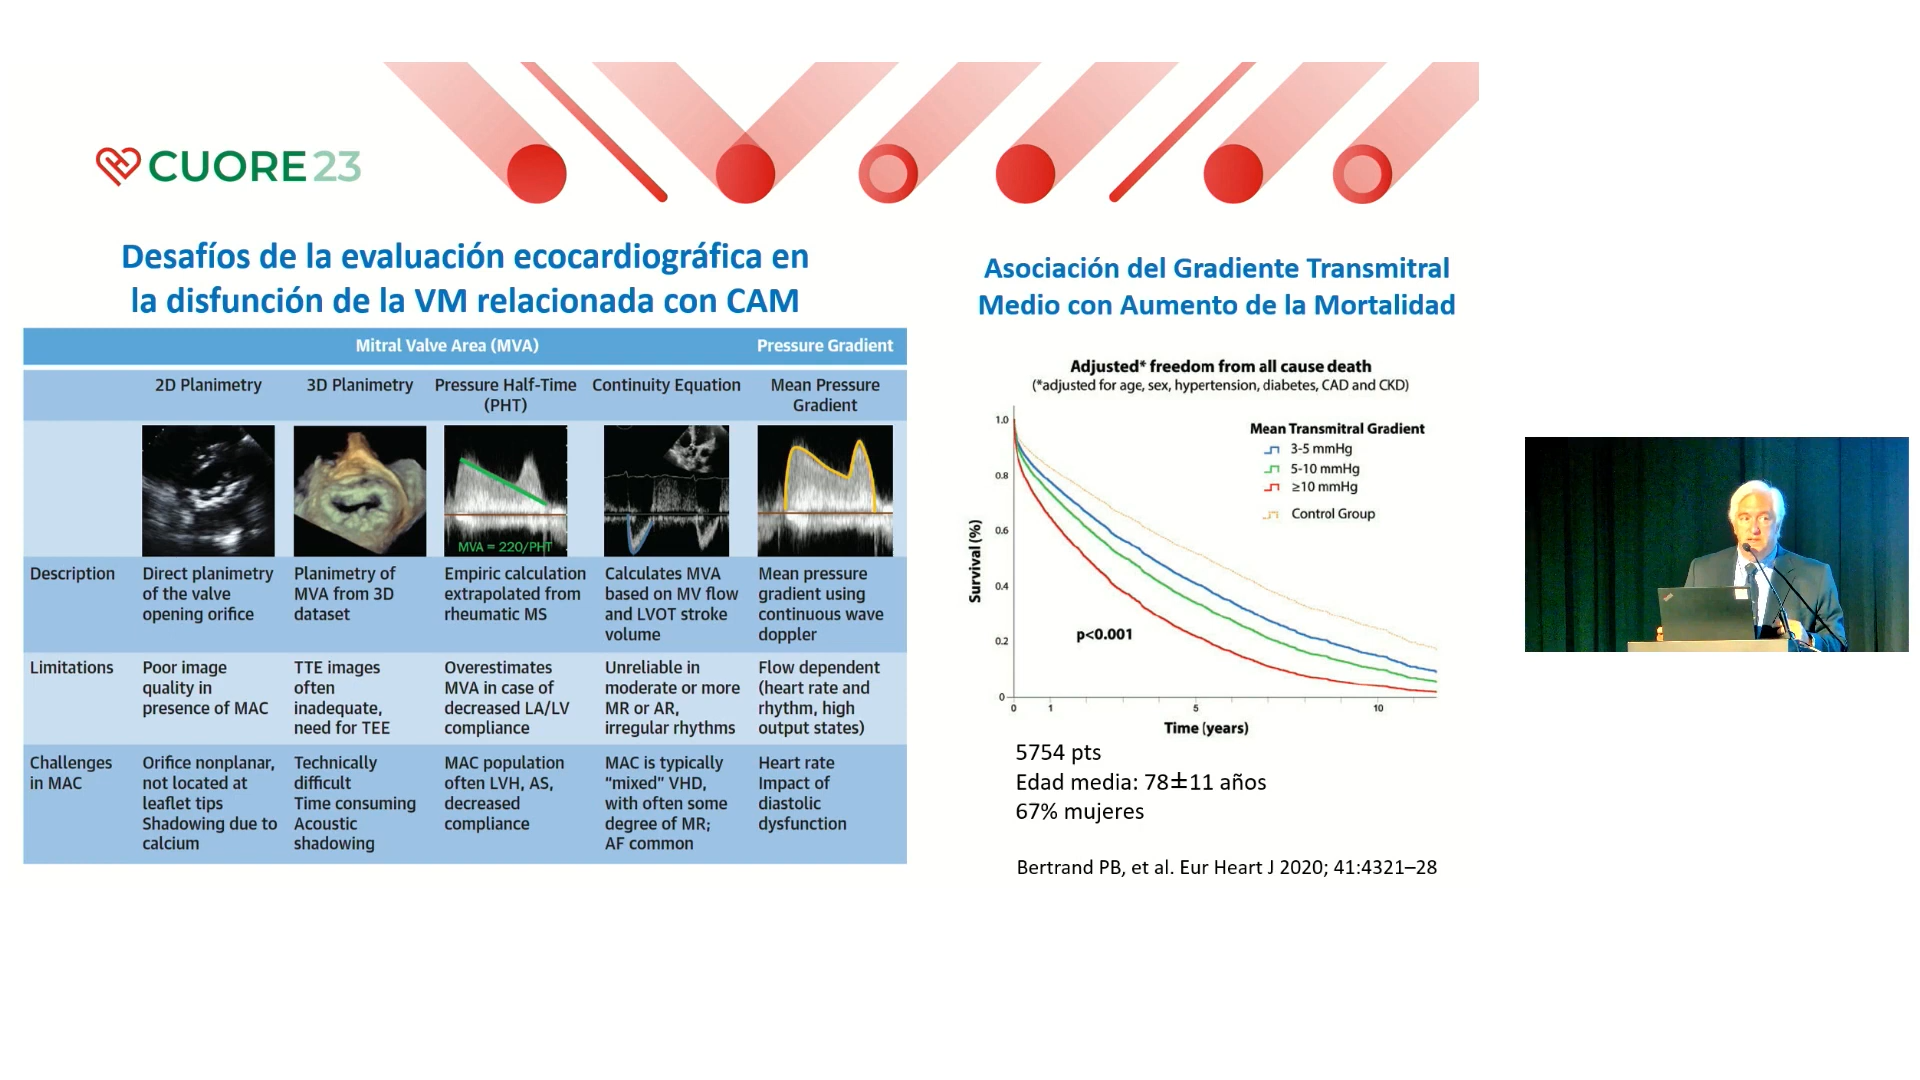 CUORE 23
Desafíos de la evaluación ecocardiográfica en
la disfunción de la VM relacionada con CAM
Mitral Valve Area (MVA)
Pressure Gradient
2D Planimetry
3D Planimetry
Pressure Half-Time
(PHT)
Continuity Equation
Mean Pressure
Gradient
MVA = 220/PHT
Description
Direct planimetry
of the valve
opening orifice
Planimetry of
MVA from 3D
dataset
Empiric calculation
extrapolated from
rheumatic MS
Calculates MVA
based on MV flow
and LVOT stroke
volume
Mean pressure
gradient using
continuous wave
doppler
Limitations
Poor image
quality in
presence of MAC
TTE images
often
inadequate,
need for TEE
Overestimates
MVA in case of
decreased LA/LV
compliance
Unreliable in
moderate or more
MR or AR,
irregular rhythms
Flow dependent
(heart rate and
rhythm, high
output states)
Challenges
in MAC
Orifice nonplanar,
not located at
leaflet tips
Shadowing due to
calcium
Technically
difficult
Time consuming
Acoustic
shadowing
MAC population
often LVH, AS,
decreased
compliance
MAC is typically
“mixed” VHD,
with often some
degree of MR;
AF common
Heart rate
Impact of
diastolic
dysfunction
Asociación del Gradiente Transmitral
Medio con Aumento de la Mortalidad
Adjusted* freedom from all cause death
(*adjusted for age, sex, hypertension, diabetes, CAD and CKD)
Mean Transmitral Gradient
3-5 mmHg
5-10 mmHg
≥10 mmHg
Control Group
Survival (%)
1.0
0.8
0.6
0.4
0.2
0
p<0.001
0 1 5 10
Time (years)
5754 pts
Edad media: 78±11 años
67% mujeres
Bertrand PB, et al. Eur Heart J 2020; 41:4321–28